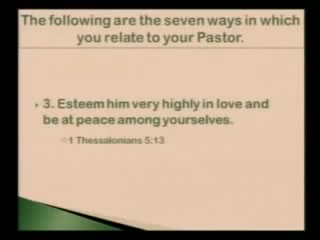 The following are the seven ways in which
you relate to your Pastor.
3. Esteem him very highly in love and
be at peace among yourselves.
1 Thessalonians 5:13